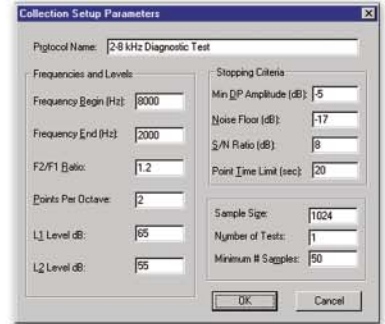 Collection Setup Parameters
Protocol Name: 2-8 kHz Diagnostic Test
Frequencies and Levels
Frequency Begin (Hz): 8000
Frequency End (Hz): 2000
F2/F1 Ratio: 1.2
Points Per Octave: 2
L1 Level dB: 65
L2 Level dB: 55
Stopping Criteria
Min DP Amplitude (dB): -5
Noise Floor (dB): -17
S/N Ratio (dB): 8
Point Time Limit (sec): 20
Sample Size: 1024
Number of Tests: 1
Minimum # Samples: 50
OK Cancel